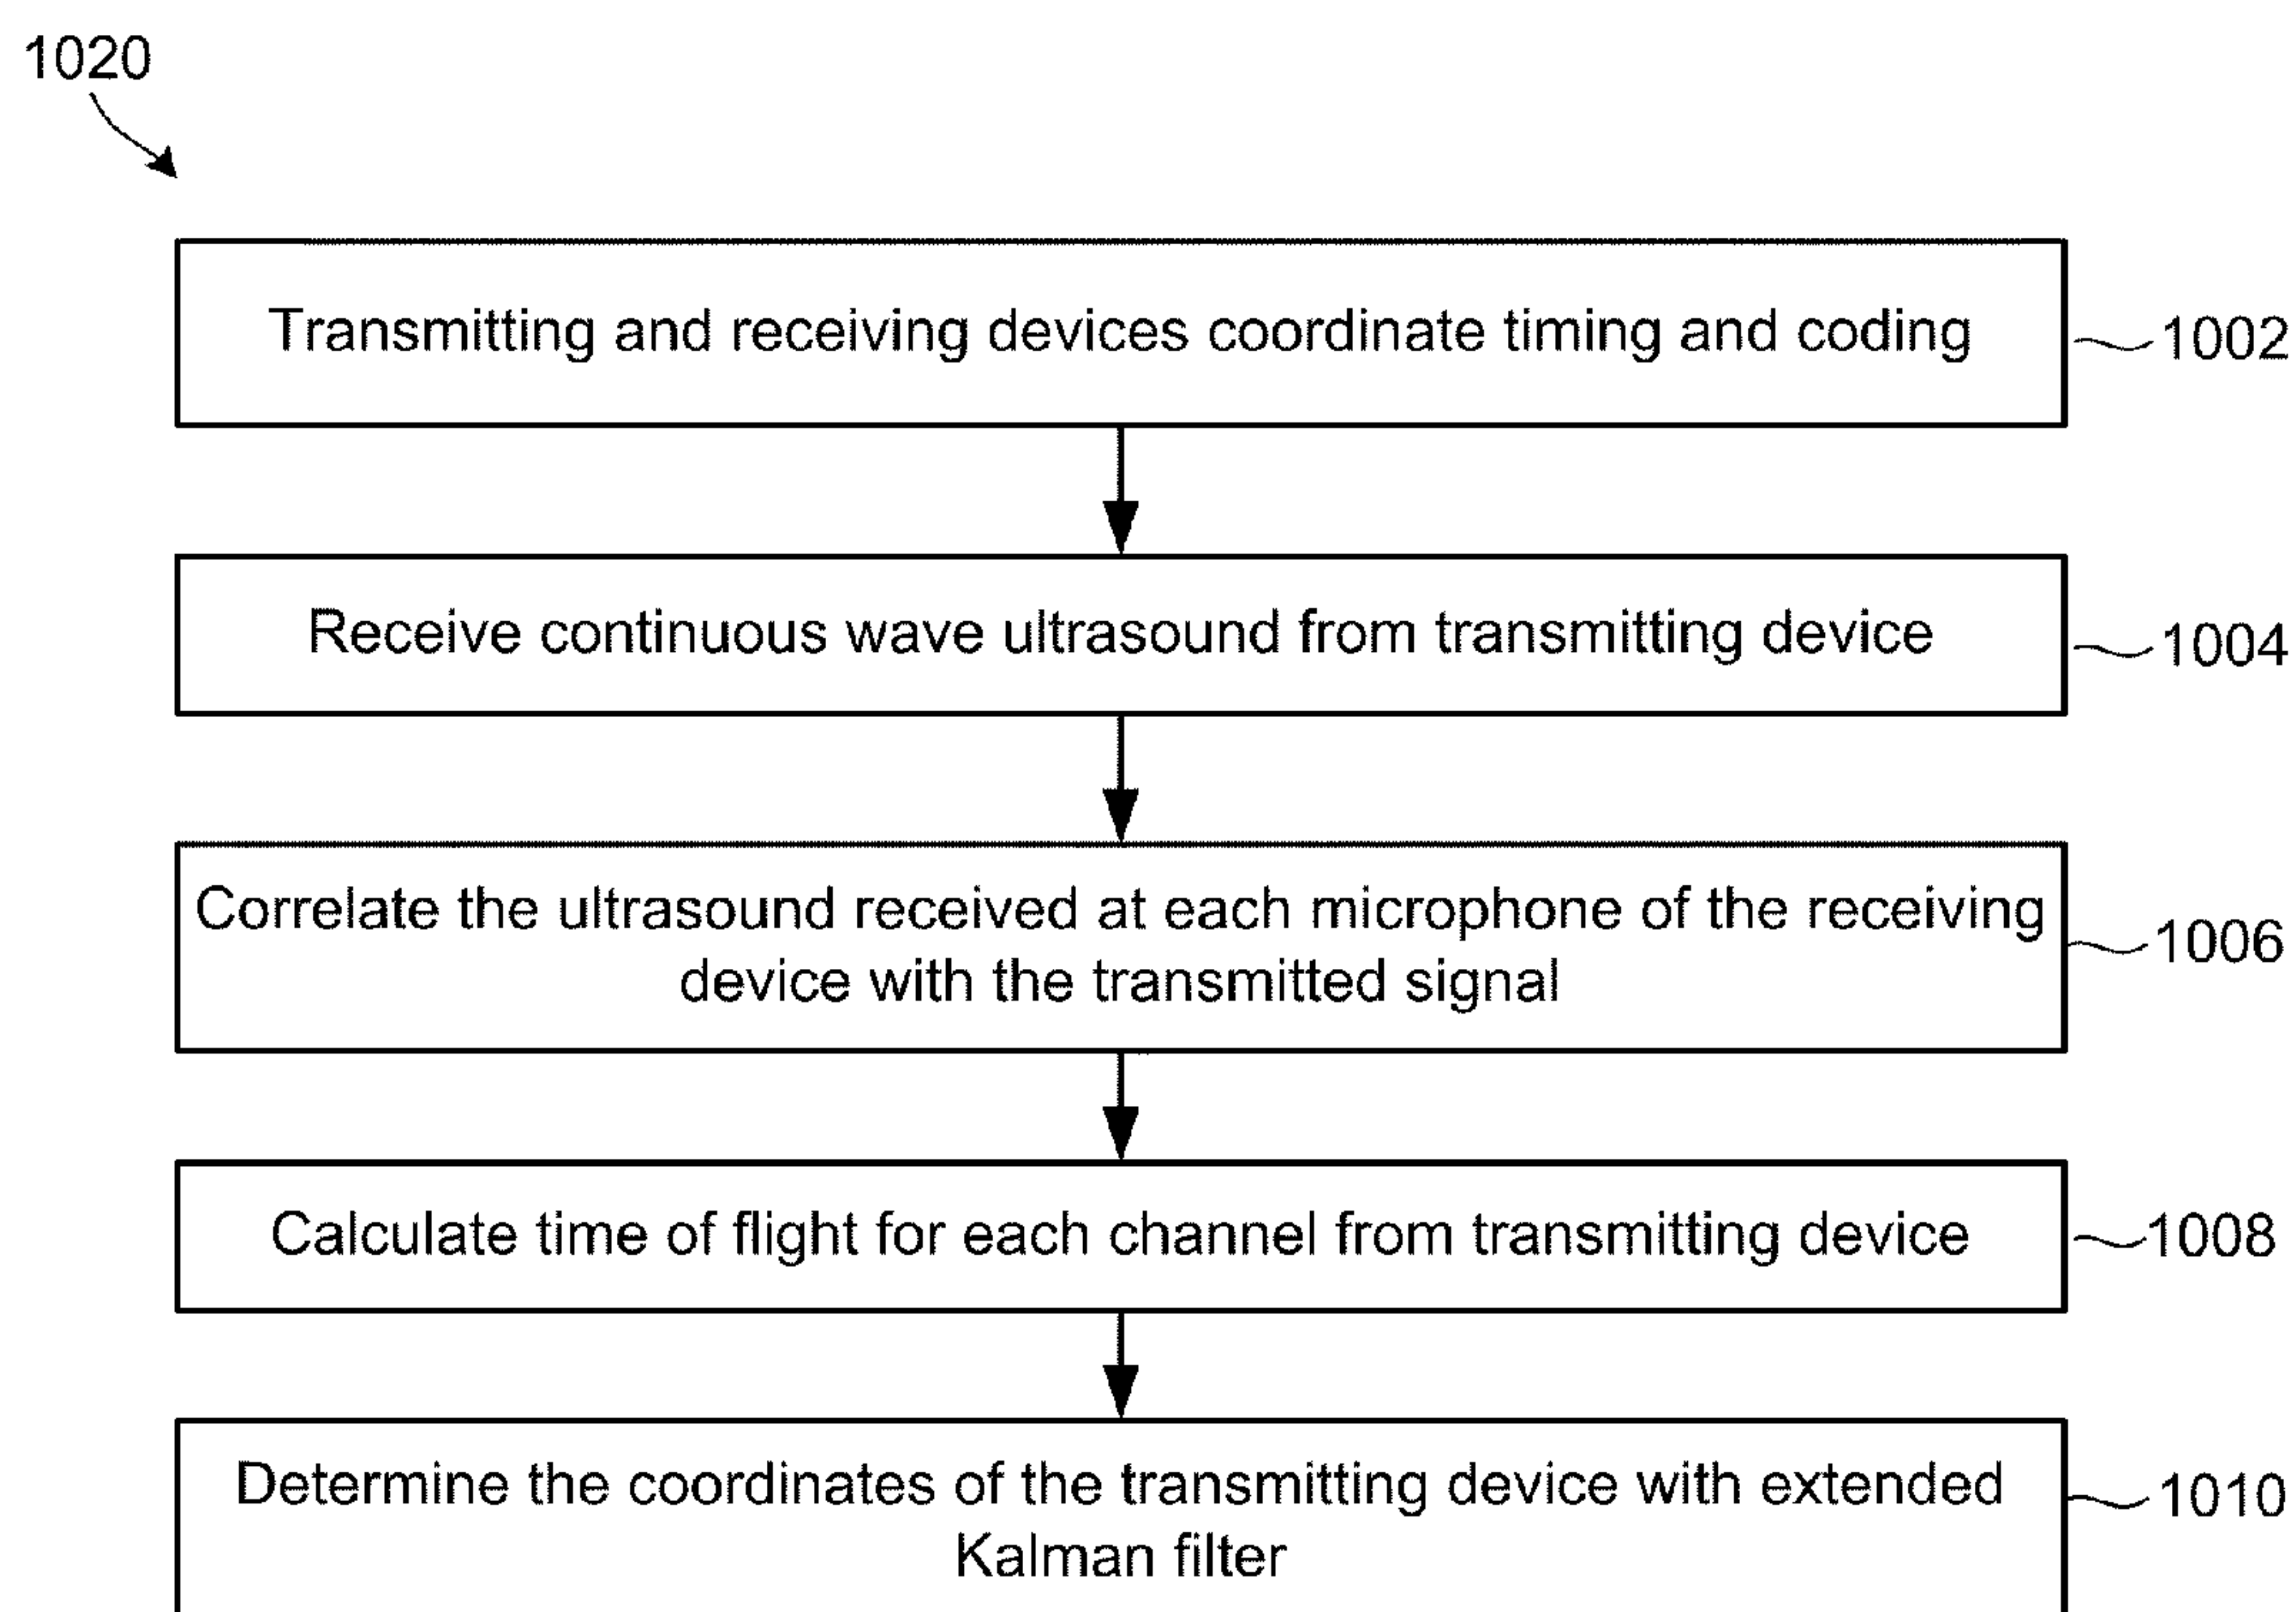 1020
Transmitting and receiving devices coordinate timing and coding
1002
Receive continuous wave ultrasound from transmitting device
1004
Correlate the ultrasound received at each microphone of the receiving
device with the transmitted signal
1006
Calculate time of flight for each channel from transmitting device
1008
Determine the coordinates of the transmitting device with extended
Kalman filter
1010